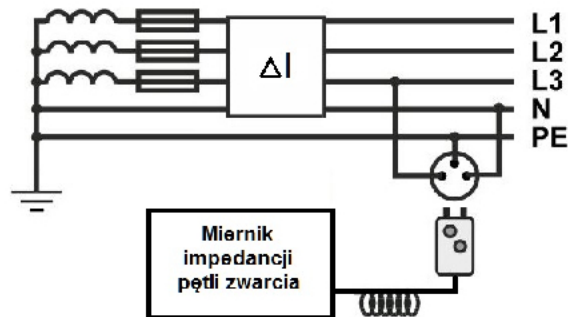 L1
L2
ΔI
L3
N
PE
Miernik
impedancji
pętli zwarcia